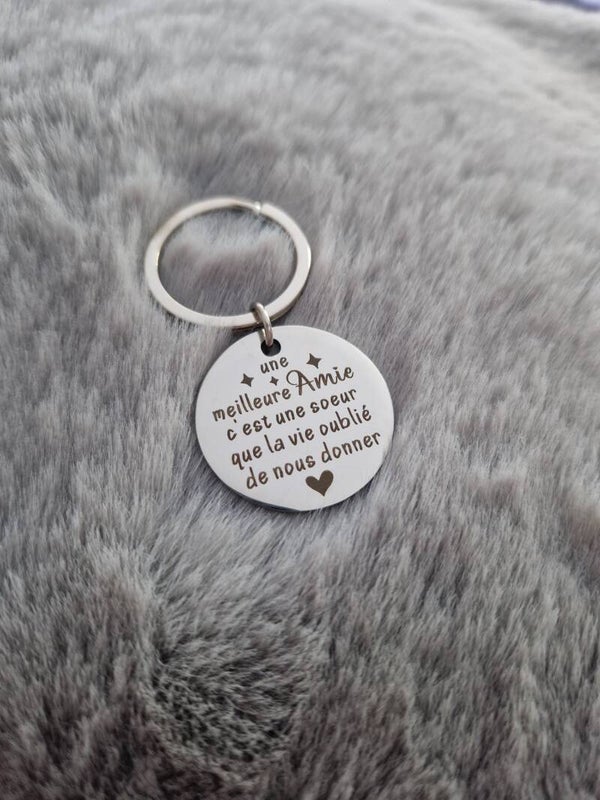 une
meilleure Amie
c'est une soeur
que la vie oublié
de nous donner